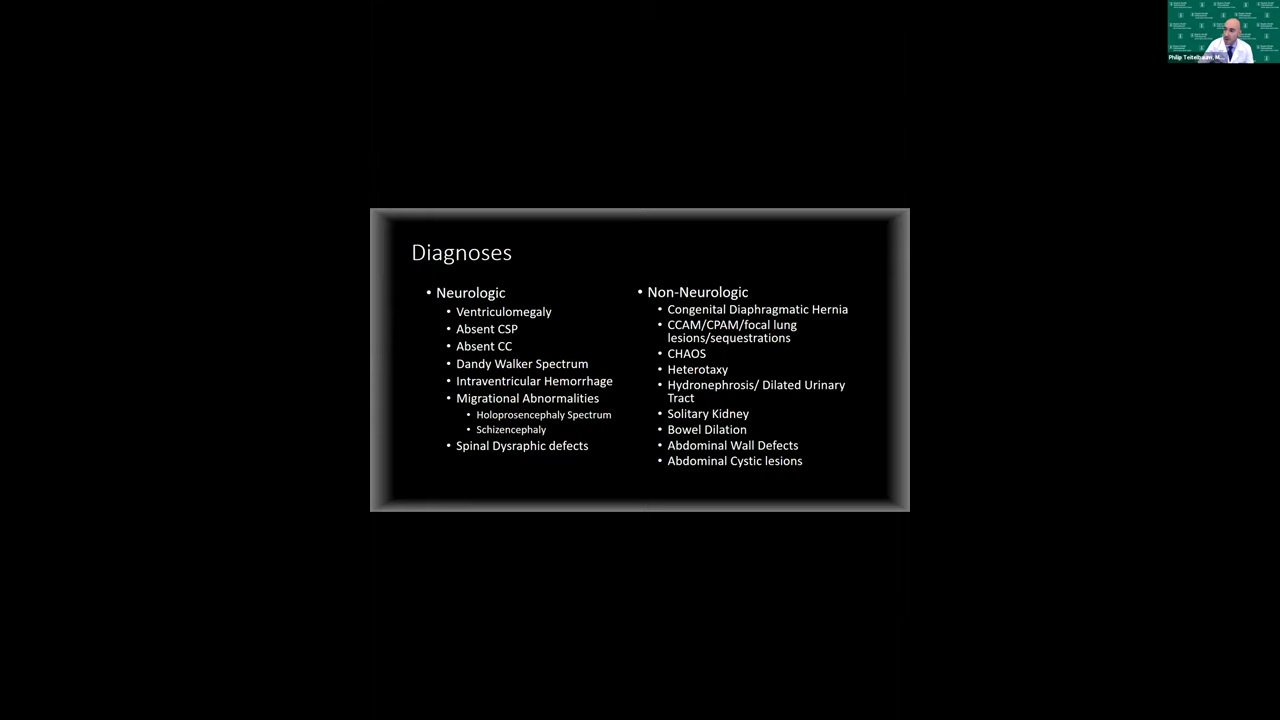 Philip Teitelbaum, M...
Diagnoses
• Neurologic
• Ventriculomegaly
• Absent CSP
• Absent CC
• Dandy Walker Spectrum
• Intraventricular Hemorrhage
• Migrational Abnormalities
• Holoprosencephaly Spectrum
• Schizencephaly
• Spinal Dysraphic defects
• Non-Neurologic
• Congenital Diaphragmatic Hernia
• CCAM/CPAM/focal lung
lesions/sequestrations
• CHAOS
• Heterotaxy
• Hydronephrosis/ Dilated Urinary
Tract
• Solitary Kidney
• Bowel Dilation
• Abdominal Wall Defects
• Abdominal Cystic lesions